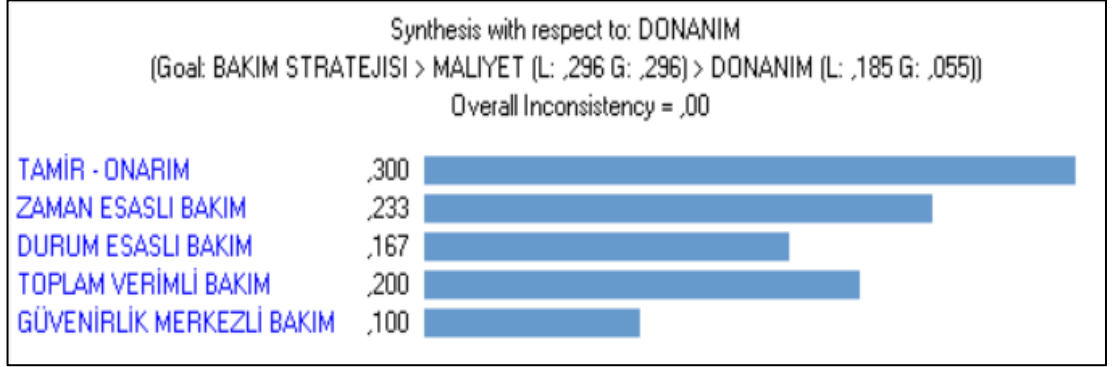 Synthesis with respect to: DONANIM
(Goal: BAKIM STRATEJISI > MALIYET (L: ,296 G: ,296) > DONANIM (L: ,185 G: ,055))
Overall Inconsistency = ,00
TAMİR - ONARIM ,300
ZAMAN ESASLI BAKIM ,233
DURUM ESASLI BAKIM ,167
TOPLAM VERİMLİ BAKIM ,200
GÜVENİRLİK MERKEZLİ BAKIM ,100